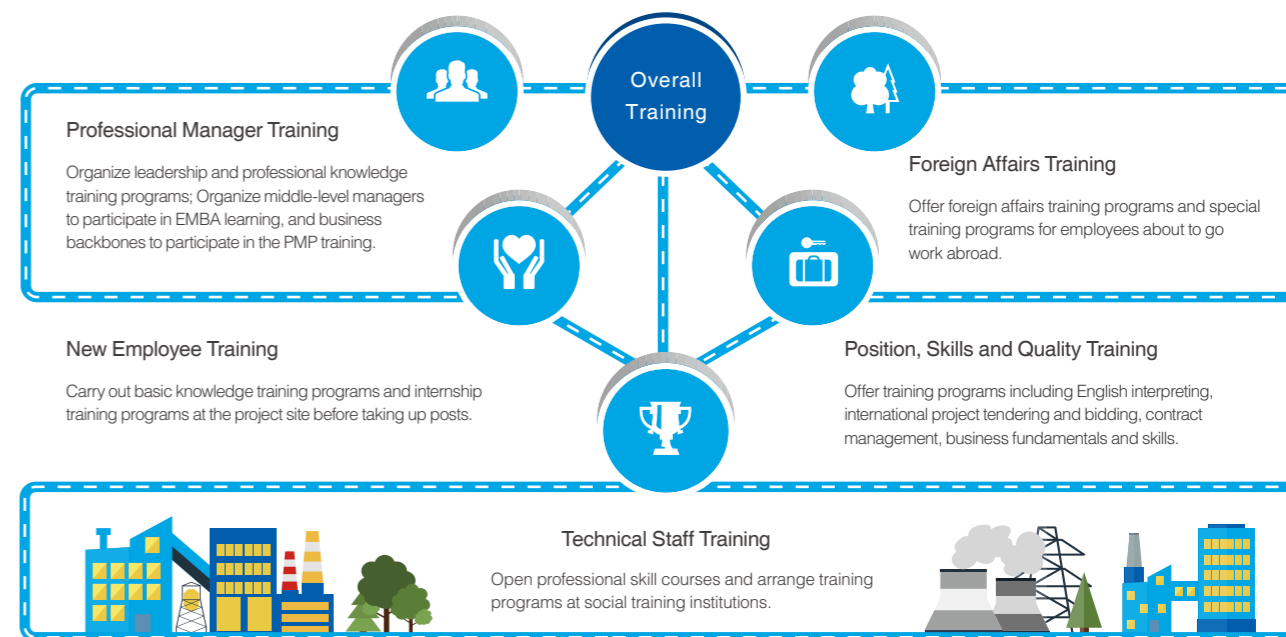 Overall
Training
Professional Manager Training
Organize leadership and professional knowledge
training programs; Organize middle-level managers
to participate in EMBA learning, and business
backbones to participate in the PMP training.
Foreign Affairs Training
Offer foreign affairs training programs and special
training programs for employees about to go
work abroad.
New Employee Training
Carry out basic knowledge training programs and internship
training programs at the project site before taking up posts.
Position, Skills and Quality Training
Offer training programs including English interpreting,
international project tendering and bidding, contract
management, business fundamentals and skills.
Technical Staff Training
Open professional skill courses and arrange training
programs at social training institutions.